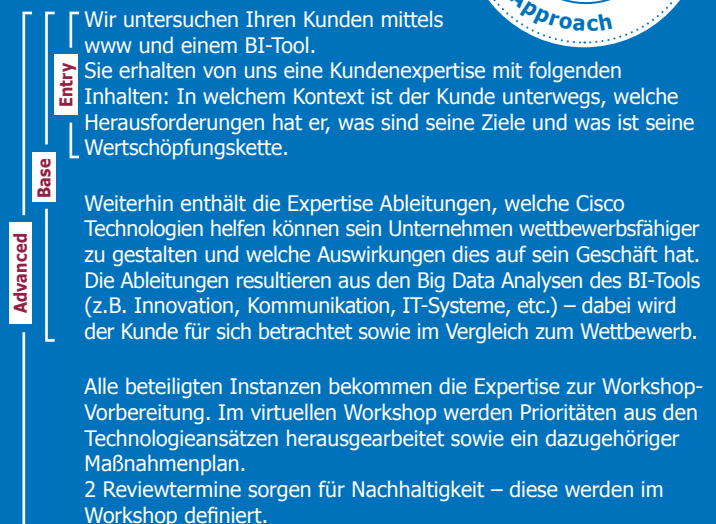 Approach
Wir untersuchen Ihren Kunden mittels
www und einem BI-Tool.
Entry
Sie erhalten von uns eine Kundenexpertise mit folgenden
Inhalten: In welchem Kontext ist der Kunde unterwegs, welche
Herausforderungen hat er, was sind seine Ziele und was ist seine
Wertschöpfungskette.
Base
Weiterhin enthält die Expertise Ableitungen, welche Cisco
Technologien helfen können sein Unternehmen wettbewerbsfähiger
zu gestalten und welche Auswirkungen dies auf sein Geschäft hat.
Advanced
Die Ableitungen resultieren aus den Big Data Analysen des BI-Tools
(z.B. Innovation, Kommunikation, IT-Systeme, etc.) – dabei wird
der Kunde für sich betrachtet sowie im Vergleich zum Wettbewerb.
Alle beteiligten Instanzen bekommen die Expertise zur Workshop-
Vorbereitung. Im virtuellen Workshop werden Prioritäten aus den
Technologieansätzen herausgearbeitet sowie ein dazugehöriger
Maßnahmenplan.
2 Reviewtermine sorgen für Nachhaltigkeit – diese werden im
Workshop definiert.